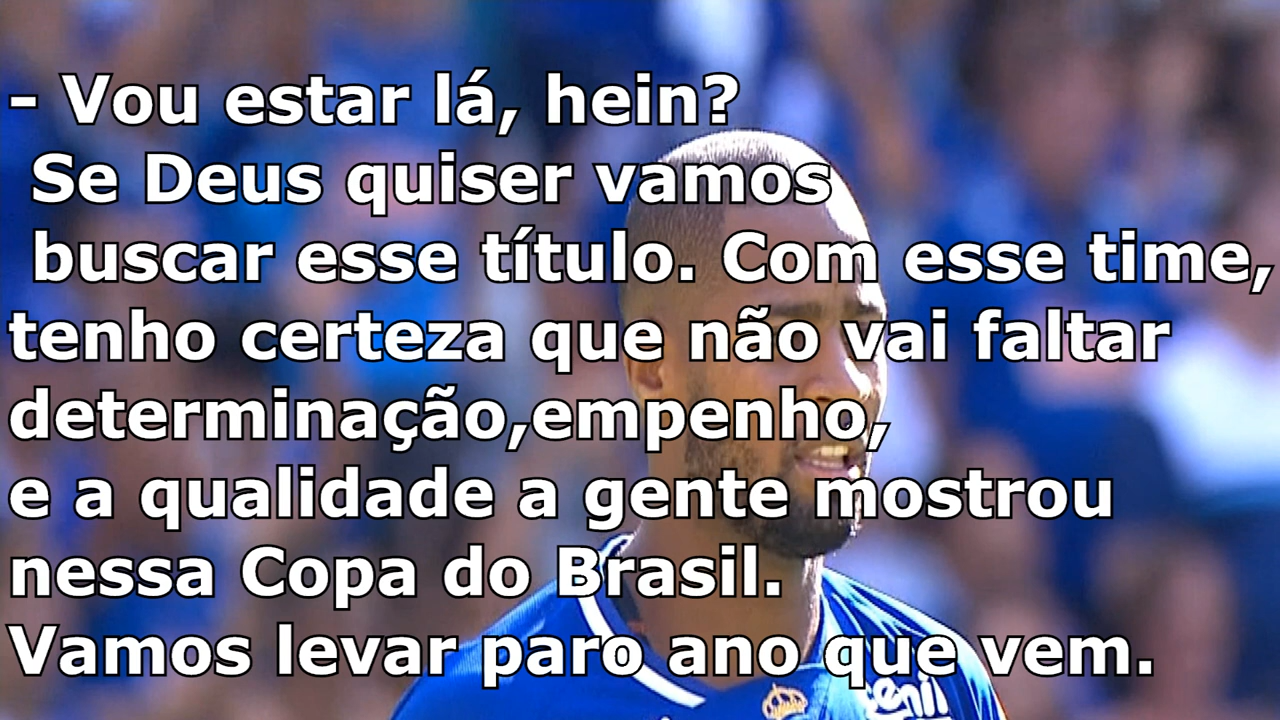 - Vou estar lá, hein?
Se Deus quiser vamos
buscar esse título. Com esse time,
tenho certeza que não vai faltar
determinação,empenho,
e a qualidade a gente mostrou
nessa Copa do Brasil.
Vamos levar paro ano que vem.